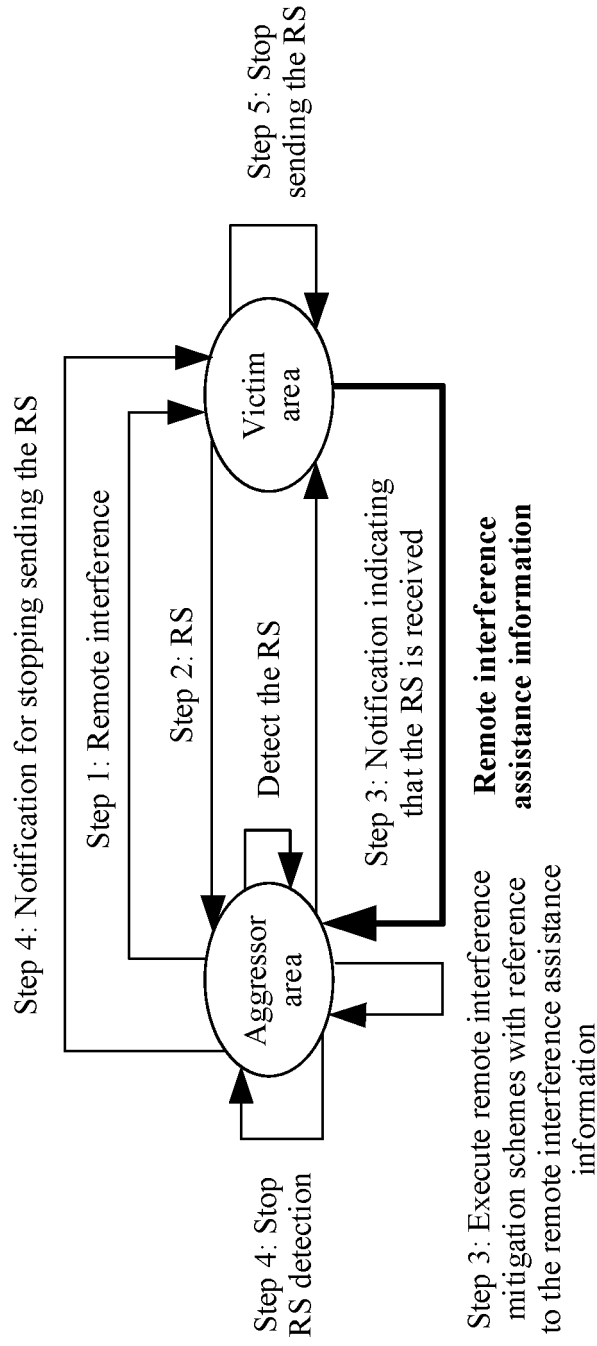 Step 4: Notification for stopping sending the RS
Step 1: Remote interference
Step 2: RS
Detect the RS
Aggressor
area
Victim
area
Step 4: Stop
RS detection
Step 5: Stop
sending the RS
Step 3: Notification indicating
that the RS is received
Remote interference
assistance information
Step 3: Execute remote interference
mitigation schemes with reference
to the remote interference assistance
information